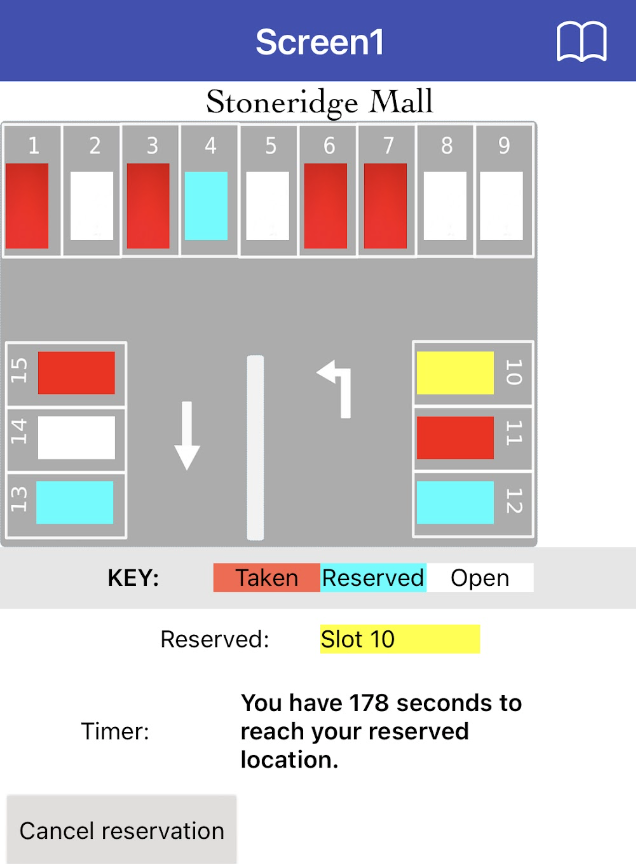 Screen1
Stoneridge Mall
1 2 3 4 5 6 7 8 9
15
10
14
11
13
12
KEY: Taken Reserved Open
Reserved: Slot 10
Timer: You have 178 seconds to
reach your reserved
location.
Cancel reservation